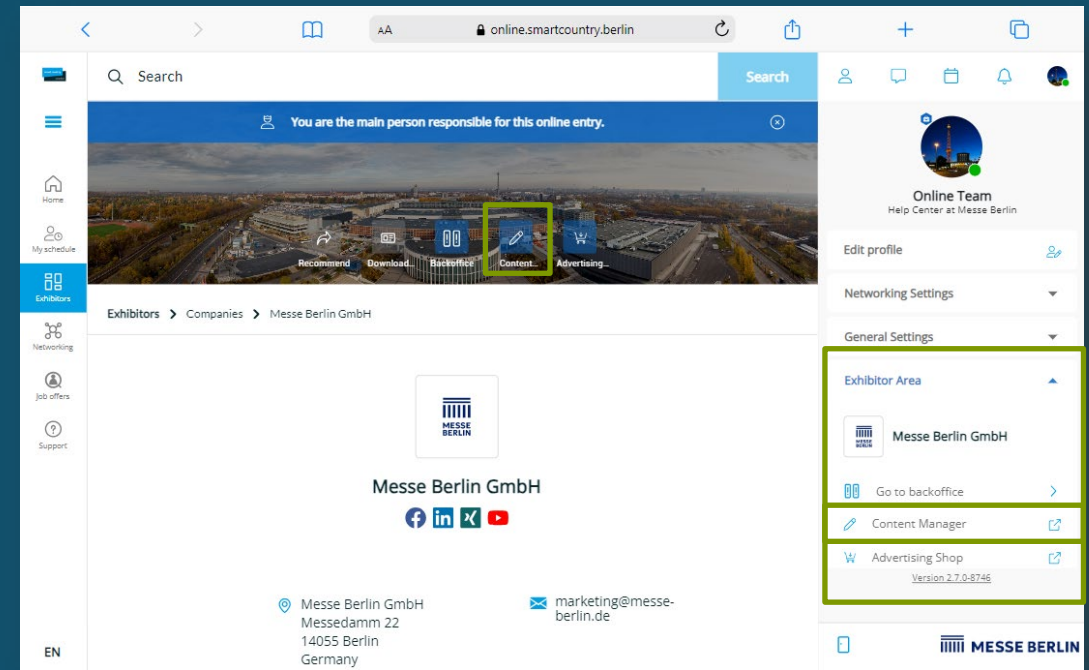 AA
online.smartcountry.berlin
Search
Search
You are the main person responsible for this online entry.
Home
My schedule
Exhibitors
Networking
Job offers
Support
EN
Recommend
Download...
Backoffice
Content...
Advertising...
Exhibitors > Companies > Messe Berlin GmbH
MESSE
BERLIN
Messe Berlin GmbH
Messe Berlin GmbH
Messedamm 22
14055 Berlin
Germany
marketing@messe-
berlin.de
Online Team
Help Center at Messe Berlin
Edit profile
Networking Settings
General Settings
Exhibitor Area
MESSE
BERLIN
Messe Berlin GmbH
Go to backoffice
Content Manager
Advertising Shop
Version 2.7.0-8746
MESSE BERLIN